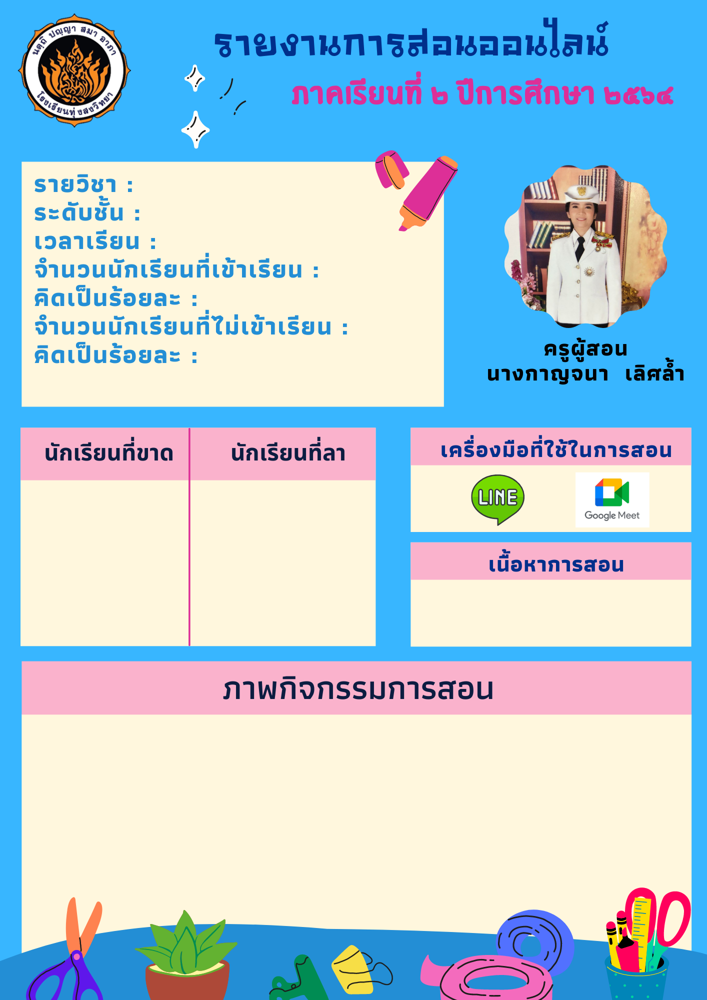 นตฺถิ ปญฺญา สมา อาภา
โรงเรียนทุ่งสงวิทยา
รายงานการสอนออนไลน์
ภาคเรียนที่ ๒ ปีการศึกษา ๒๕๖๔
รายวิชา :
ระดับชั้น :
เวลาเรียน :
จำนวนนักเรียนที่เข้าเรียน :
คิดเป็นร้อยละ :
จำนวนนักเรียนที่ไม่เข้าเรียน :
คิดเป็นร้อยละ :
ครูผู้สอน
นางกาญจนา เลิศล้ำ
นักเรียนที่ขาด
นักเรียนที่ลา
เครื่องมือที่ใช้ในการสอน
LINE
Google Meet
เนื้อหาการสอน
ภาพกิจกรรมการสอน